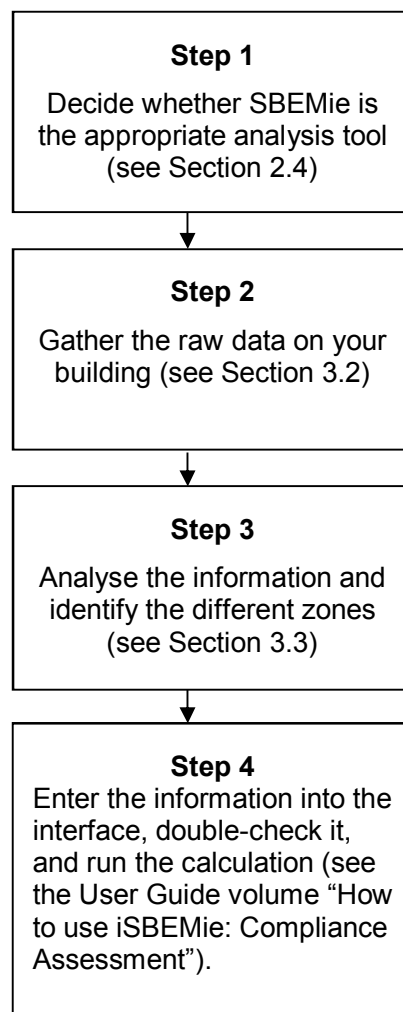 Step 1
Decide whether SBEMie is
the appropriate analysis tool
(see Section 2.4)
Step 2
Gather the raw data on your
building (see Section 3.2)
Step 3
Analyse the information and
identify the different zones
(see Section 3.3)
Step 4
Enter the information into the
interface, double-check it,
and run the calculation (see
the User Guide volume “How
to use iSBEMie: Compliance
Assessment”).